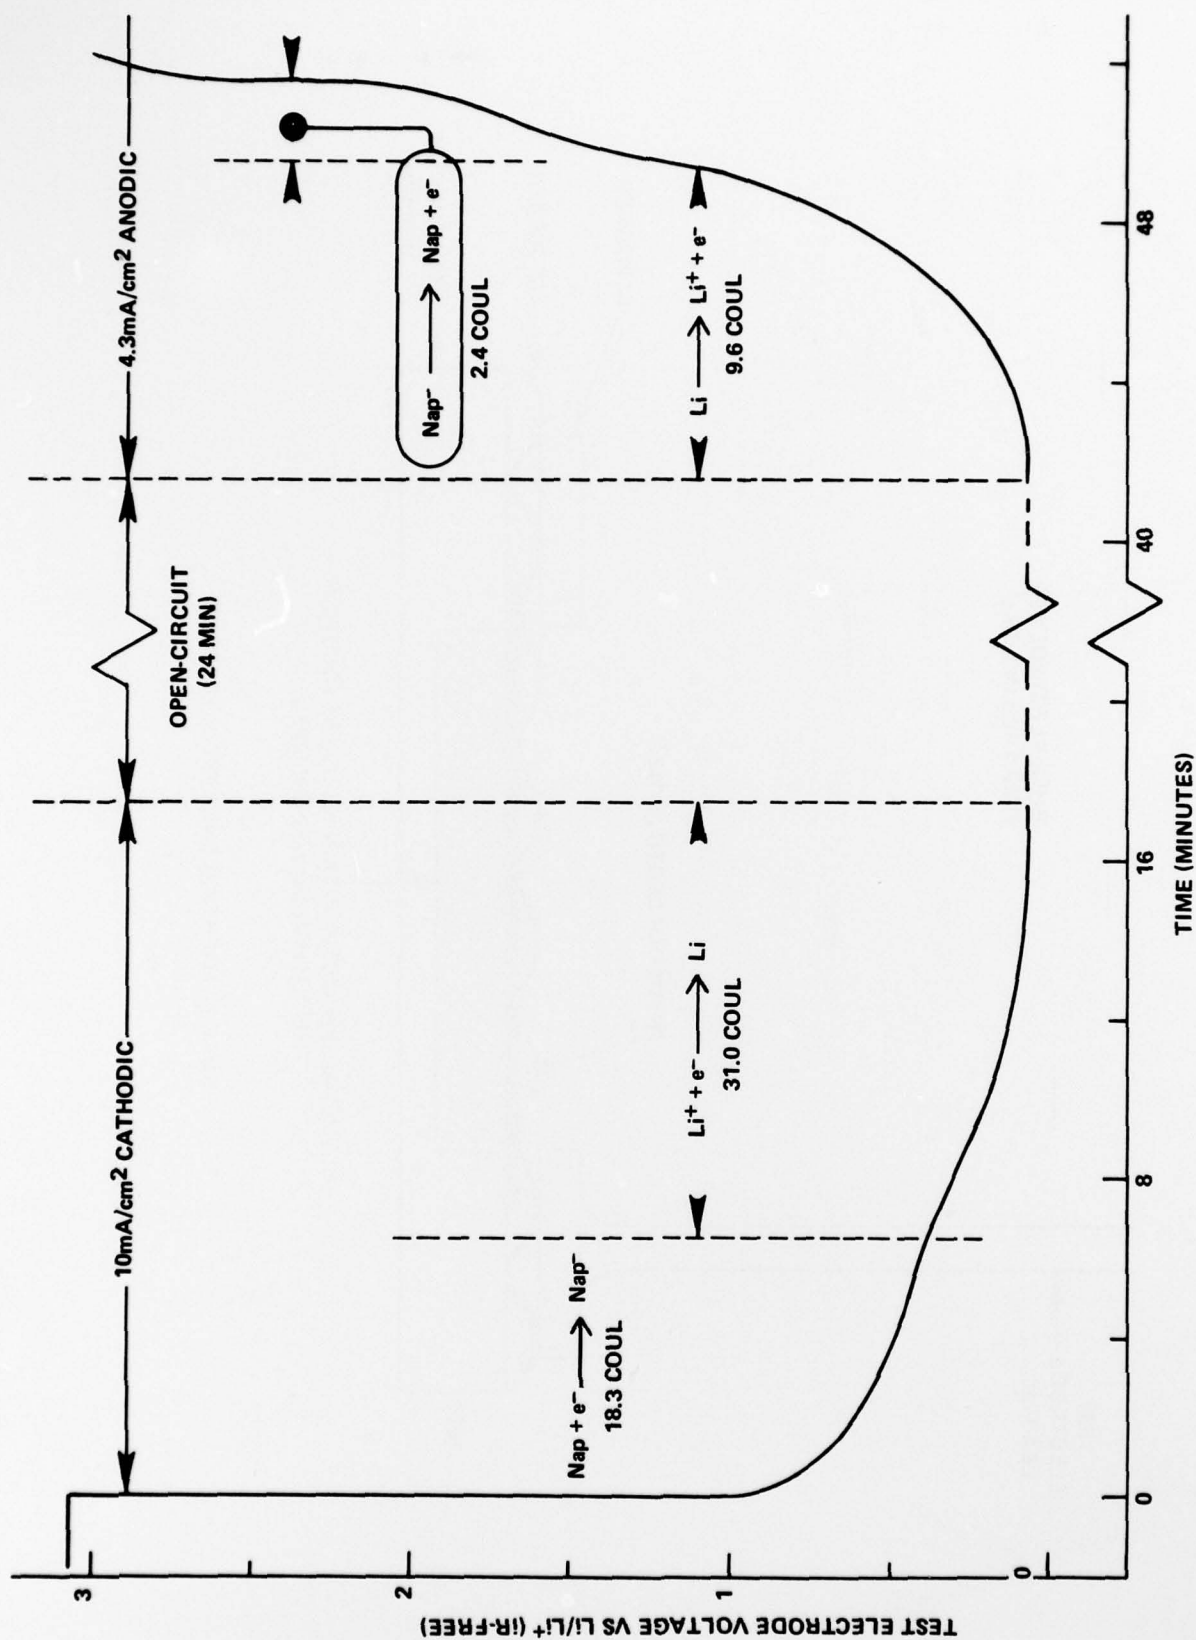 10mA/cm² CATHODIC
OPEN-CIRCUIT
(24 MIN)
4.3mA/cm² ANODIC
Nap⁻ → Nap + e⁻
2.4 COUL
Nap + e⁻ → Nap⁻
18.3 COUL
Li⁺ + e⁻ → Li
31.0 COUL
Li → Li⁺ + e⁻
9.6 COUL
TEST ELECTRODE VOLTAGE VS Li/Li⁺ (iR-FREE)
3
2
1
0
0
8
16
40
48
TIME (MINUTES)